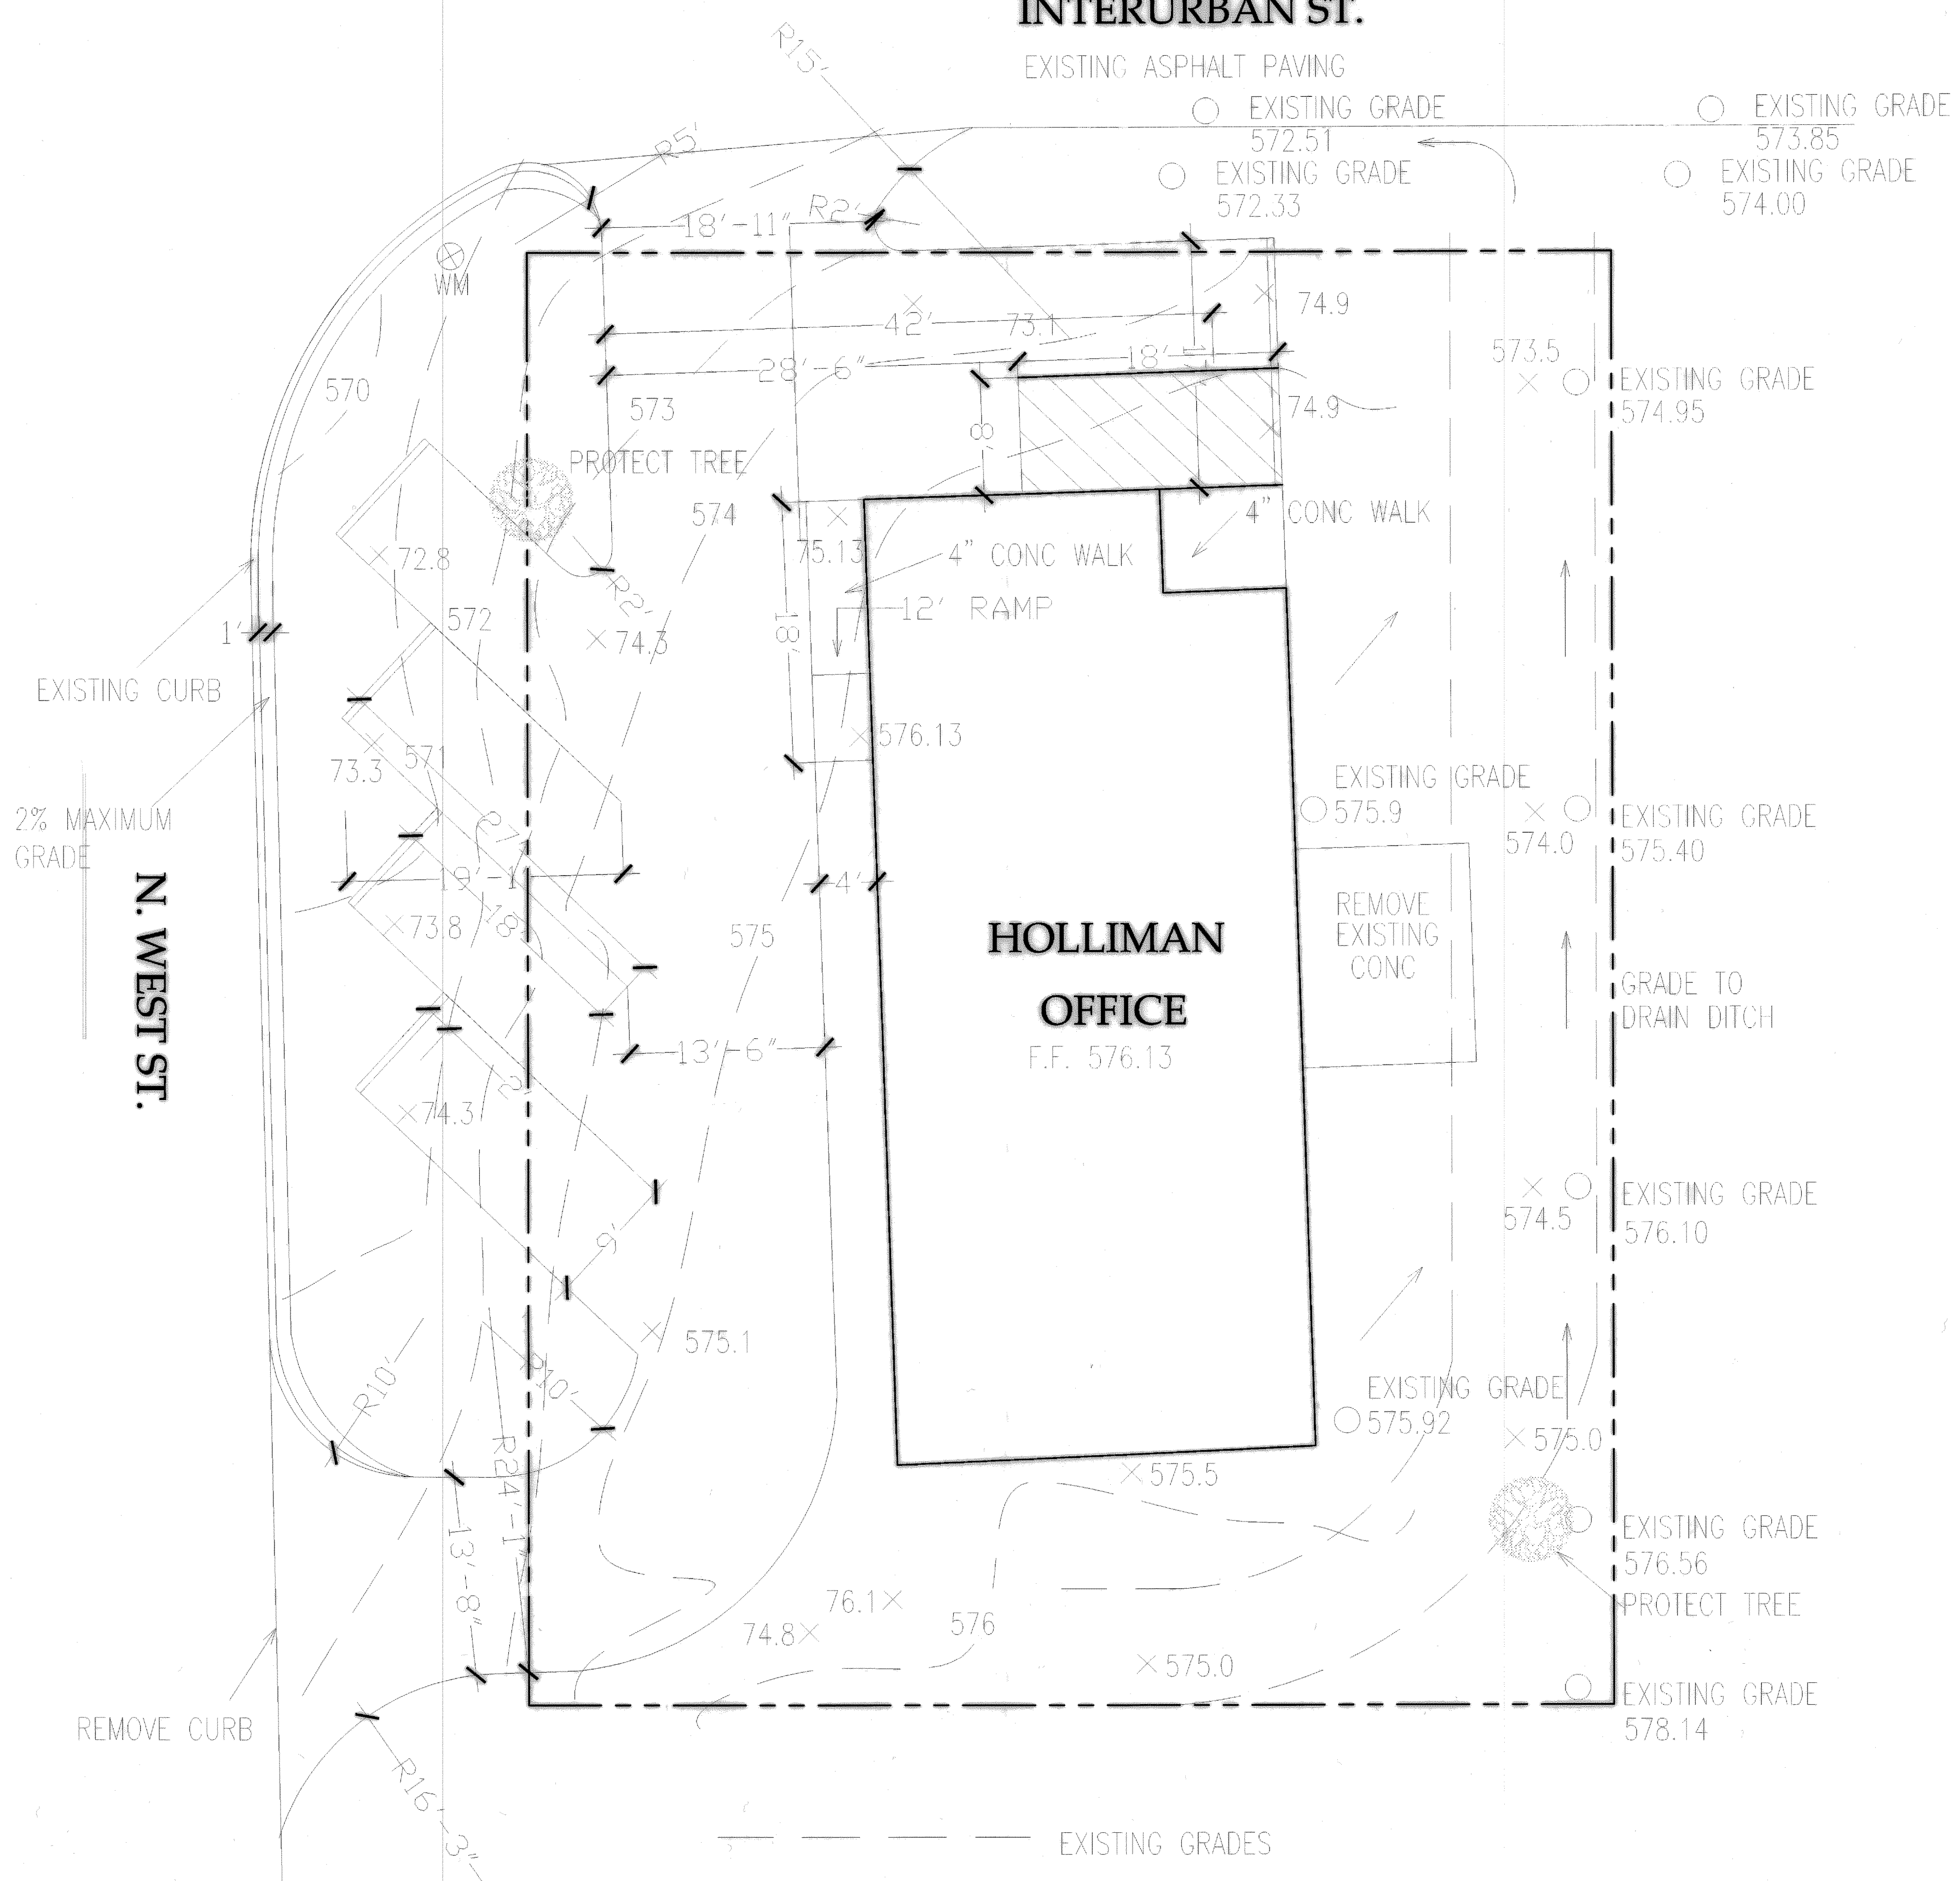 INTERURBAN ST.
EXISTING ASPHALT PAVING
R15'
EXISTING GRADE
572.51
EXISTING GRADE
573.85
R5'
EXISTING GRADE
572.33
EXISTING GRADE
574.00
R2'
18'-11"
WM
74.9
42'
73.1
18'
28'-6"
573.5
570
573
74.9
EXISTING GRADE
574.95
8'
PROTECT TREE
574
4" CONC WALK
75.13
4" CONC WALK
72.8
R2'
12' RAMP
572
1'
74.3
18'
EXISTING CURB
576.13
571
73.3
EXISTING GRADE
575.9
2% MAXIMUM
GRADE
574.0
EXISTING GRADE
575.40
19'-1
4'
73.8
18'
575
REMOVE
EXISTING
CONC
N. WEST ST.
HOLLIMAN
OFFICE
F.F. 576.13
GRADE TO
DRAIN DITCH
13'-6"
2'
74.3
574.5
EXISTING GRADE
576.10
9'
575.1
R10'
R10'
EXISTING GRADE
575.92
575.0
575.5
R24'-1"
13'-8"
EXISTING GRADE
576.56
PROTECT TREE
76.1
74.8
576
575.0
EXISTING GRADE
578.14
REMOVE CURB
R16'-3"
EXISTING GRADES